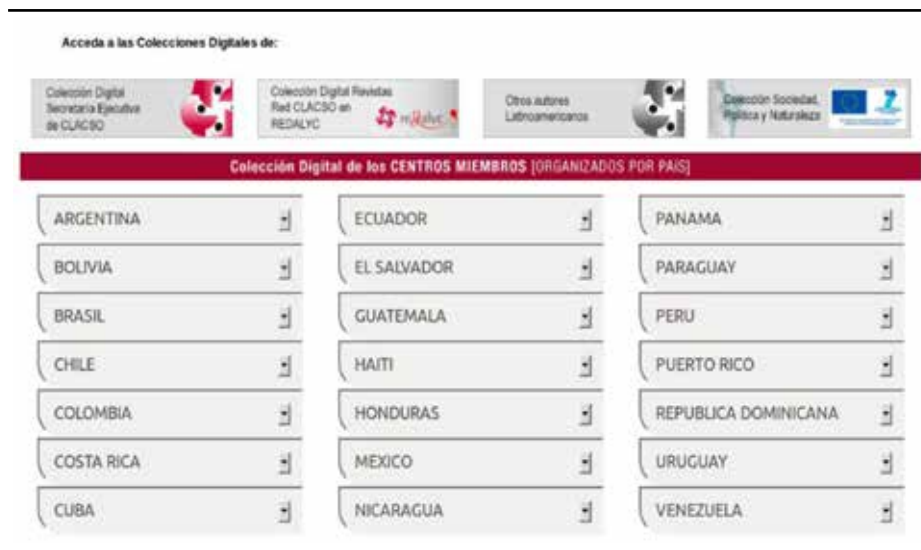 Acceda a las Colecciones Digitales de:
Colección Digital
Secretaría Ejecutiva
de CLACSO
Colección Digital Revistas
Red CLACSO en
REDALYC
redalyc
Otros autores
Latinoamericanos
Colección Sociedad,
Política y Naturaleza
Colección Digital de los CENTROS MIEMBROS [ORGANIZADOS POR PAÍS]
ARGENTINA
ECUADOR
PANAMA
BOLIVIA
EL SALVADOR
PARAGUAY
BRASIL
GUATEMALA
PERU
CHILE
HAITI
PUERTO RICO
COLOMBIA
HONDURAS
REPUBLICA DOMINICANA
COSTA RICA
MEXICO
URUGUAY
CUBA
NICARAGUA
VENEZUELA